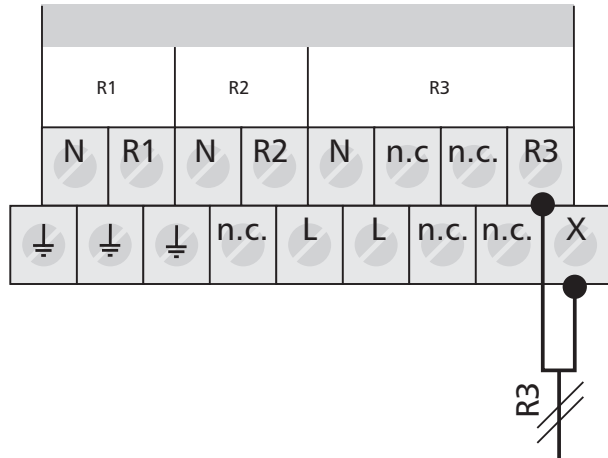 R1 R2 R3
N R1 N R2 N n.c n.c. R3
n.c. L L n.c. n.c. X
R3